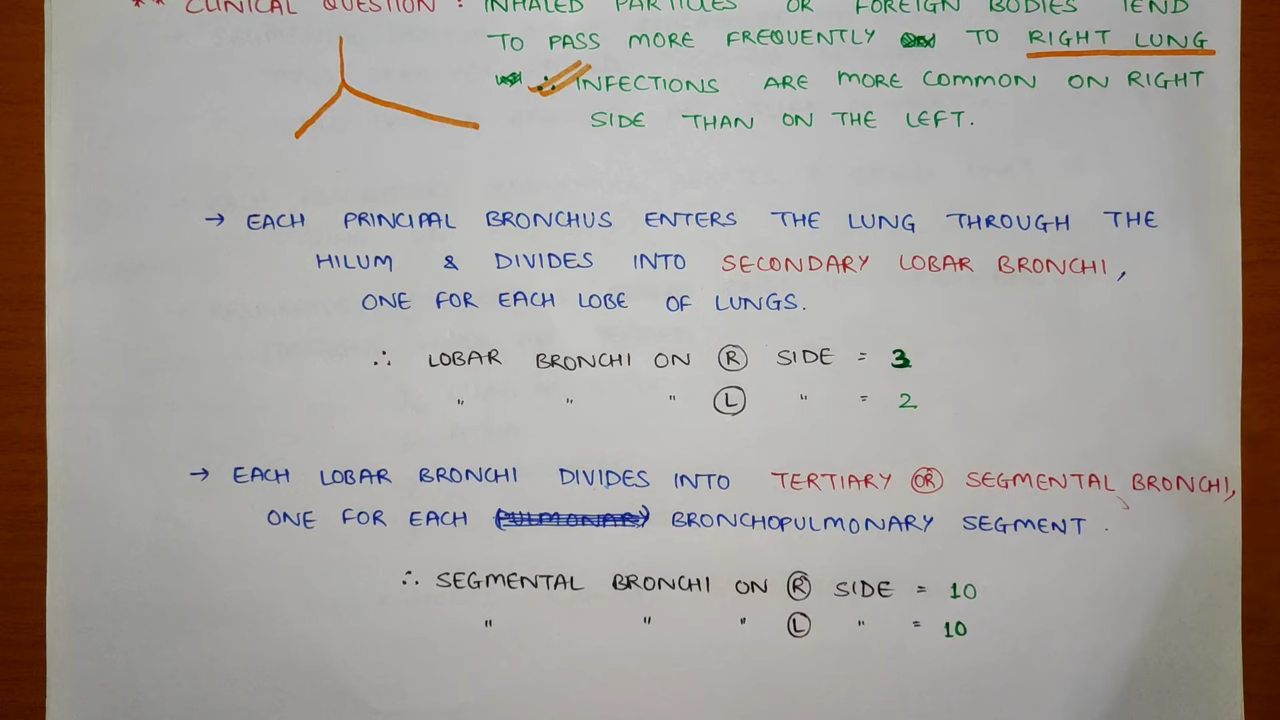 ** CLINICAL QUESTION : INHALED PARTICLES OR FOREIGN BODIES TEND
TO PASS MORE FREQUENTLY TO RIGHT LUNG
∴ INFECTIONS ARE MORE COMMON ON RIGHT
SIDE THAN ON THE LEFT.
→ EACH PRINCIPAL BRONCHUS ENTERS THE LUNG THROUGH THE
HILUM & DIVIDES INTO SECONDARY LOBAR BRONCHI,
ONE FOR EACH LOBE OF LUNGS.
∴ LOBAR BRONCHI ON Ⓡ SIDE = 3
" " " Ⓛ " = 2
→ EACH LOBAR BRONCHI DIVIDES INTO TERTIARY OR SEGMENTAL BRONCHI,
ONE FOR EACH (PULMONARY) BRONCHOPULMONARY SEGMENT.
∴ SEGMENTAL BRONCHI ON Ⓡ SIDE = 10
" " " Ⓛ " = 10